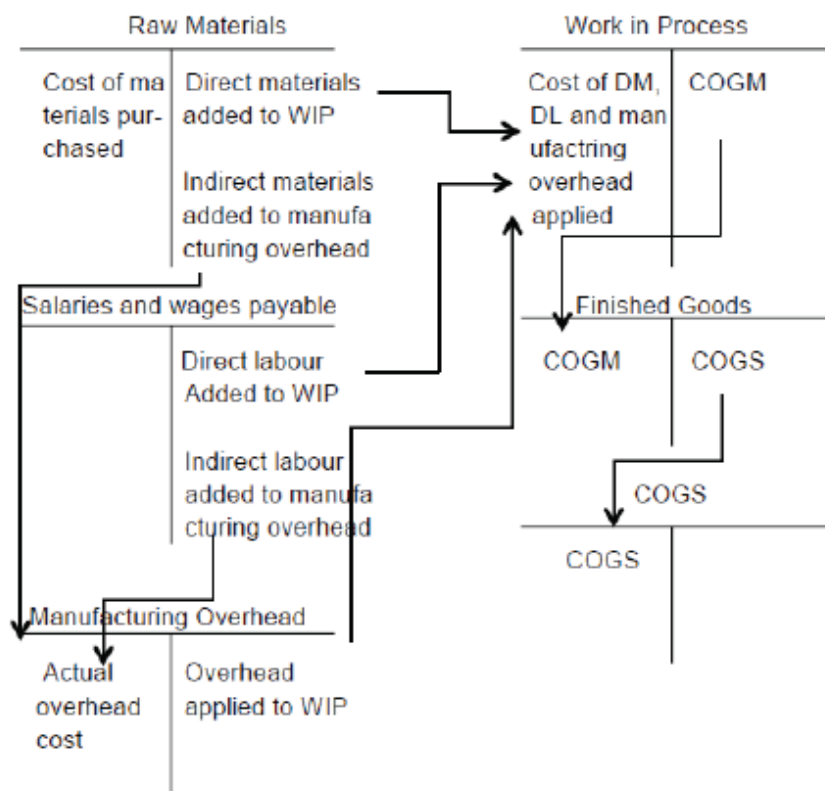 Raw Materials
Cost of ma
terials pur-
chased
Direct materials
added to WIP
Indirect materials
added to manufa
cturing overhead
Salaries and wages payable
Direct labour
Added to WIP
Indirect labour
added to manufa
cturing overhead
Manufacturing Overhead
Actual
overhead
cost
Overhead
applied to WIP
Work in Process
Cost of DM,
DL and man
ufactring
overhead
applied
COGM
Finished Goods
COGM
COGS
COGS
COGS